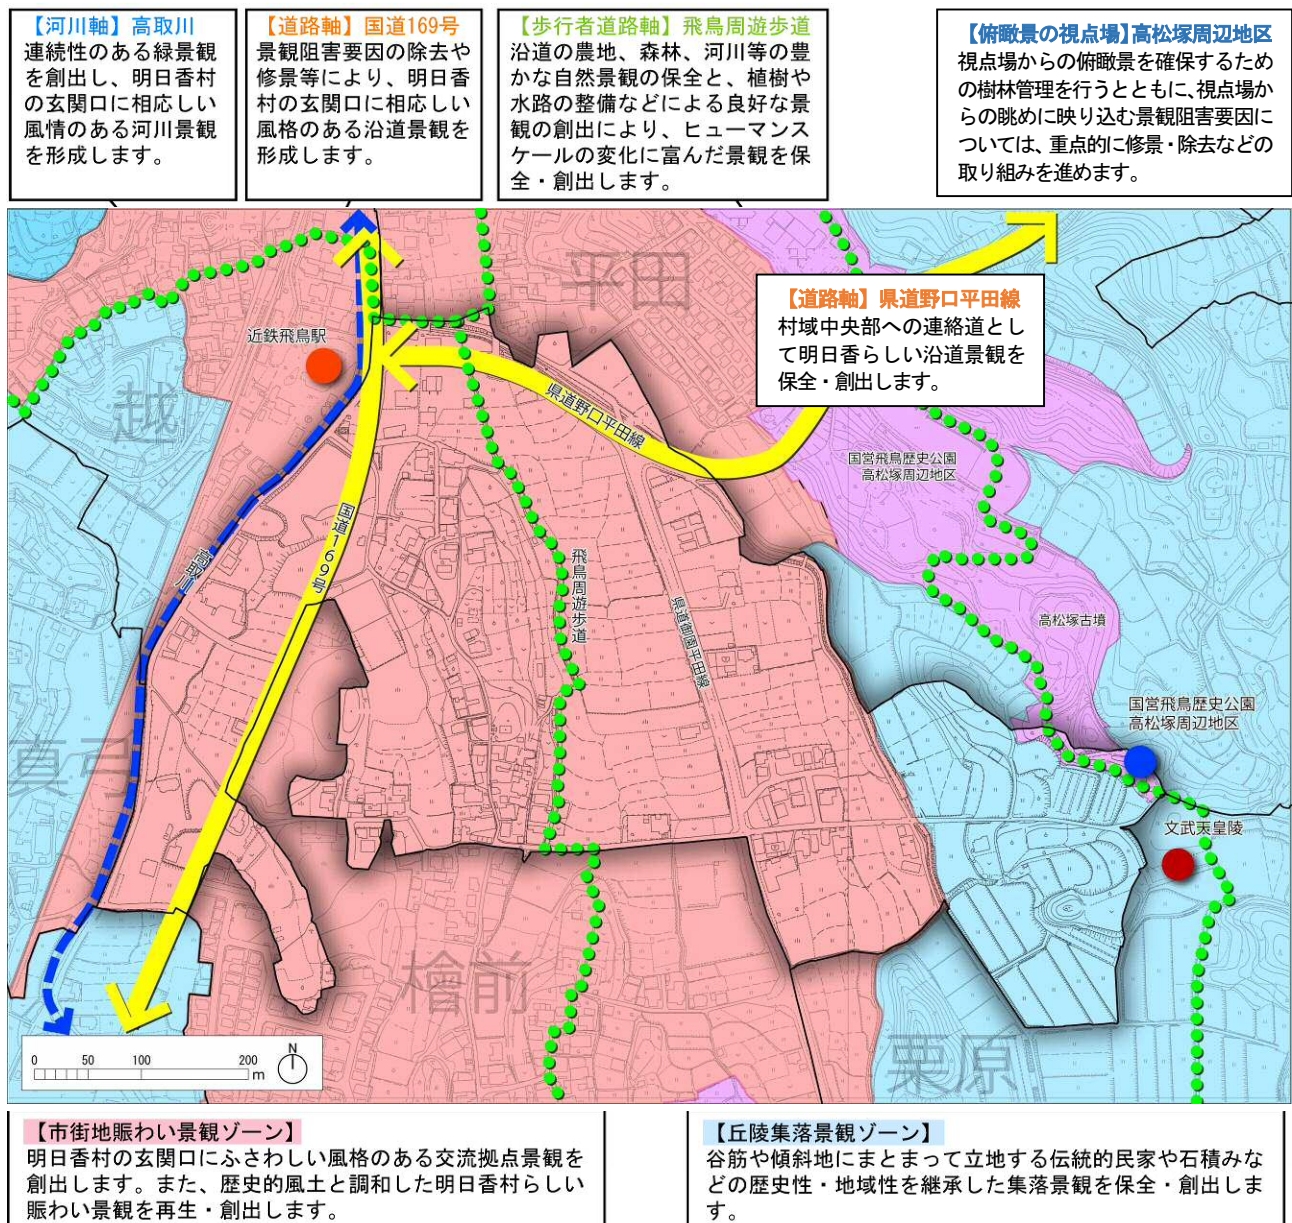 【河川軸】高取川
連続性のある緑景観
を創出し、明日香村
の玄関口に相応しい
風情のある河川景観
を形成します。
【道路軸】国道169号
景観阻害要因の除去や
修景等により、明日香
村の玄関口に相応しい
風格のある沿道景観を
形成します。
【歩行者道路軸】飛鳥周遊歩道
沿道の農地、森林、河川等の豊
かな自然景観の保全と、植樹や
水路の整備などによる良好な景
観の創出により、ヒューマンス
ケールの変化に富んだ景観を保
全・創出します。
【俯瞰景の視点場】高松塚周辺地区
視点場からの俯瞰景を確保するため
の樹林管理を行うとともに、視点場か
らの眺めに映り込む景観阻害要因に
ついては、重点的に修景・除去などの
取り組みを進めます。
平田
【道路軸】県道野口平田線
村域中央部への連絡道とし
て明日香らしい沿道景観を
保全・創出します。
近鉄飛鳥駅
越
県道野口平田線
国営飛鳥歴史公園
高松塚周辺地区
国道169号
高取川
飛鳥周遊歩道
県道御園平田線
高松塚古墳
国営飛鳥歴史公園
高松塚周辺地区
真弓
文武天皇陵
檜前
栗原
0 50 100 200
m
N
【市街地賑わい景観ゾーン】
明日香村の玄関口にふさわしい風格のある交流拠点景観を
創出します。また、歴史的風土と調和した明日香村らしい
賑わい景観を再生・創出します。
【丘陵集落景観ゾーン】
谷筋や傾斜地にまとまって立地する伝統的民家や石積みな
どの歴史性・地域性を継承した集落景観を保全・創出しま
す。